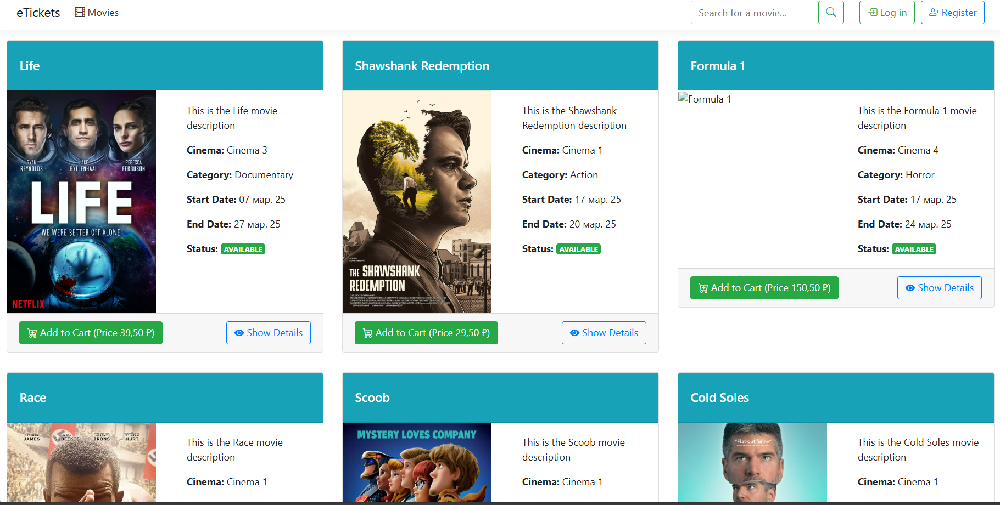 eTickets Movies Search for a movie... Log in Register
Life
RYAN REYNOLDS
JAKE GYLLENHAAL
REBECCA FERGUSON
LIFE
WE WERE BETTER OFF ALONE
NETFLIX
This is the Life movie
description
Cinema: Cinema 3
Category: Documentary
Start Date: 07 мар. 25
End Date: 27 мар. 25
Status: AVAILABLE
Add to Cart (Price 39,50 ₽) Show Details
Shawshank Redemption
THE SHAWSHANK
REDEMPTION
This is the Shawshank
Redemption description
Cinema: Cinema 1
Category: Action
Start Date: 17 мар. 25
End Date: 20 мар. 25
Status: AVAILABLE
Add to Cart (Price 29,50 ₽) Show Details
Formula 1
Formula 1
This is the Formula 1 movie
description
Cinema: Cinema 4
Category: Horror
Start Date: 17 мар. 25
End Date: 24 мар. 25
Status: AVAILABLE
Add to Cart (Price 150,50 ₽) Show Details
Race
STEPHAN JAMES
JASON SUDEIKIS
JEREMY IRONS
WILLIAM HURT
This is the Race movie
description
Cinema: Cinema 1
Scoob
MYSTERY LOVES COMPANY
This is the Scoob movie
description
Cinema: Cinema 1
Cold Soles
"Flat-out funny"
This is the Cold Soles movie
description
Cinema: Cinema 1